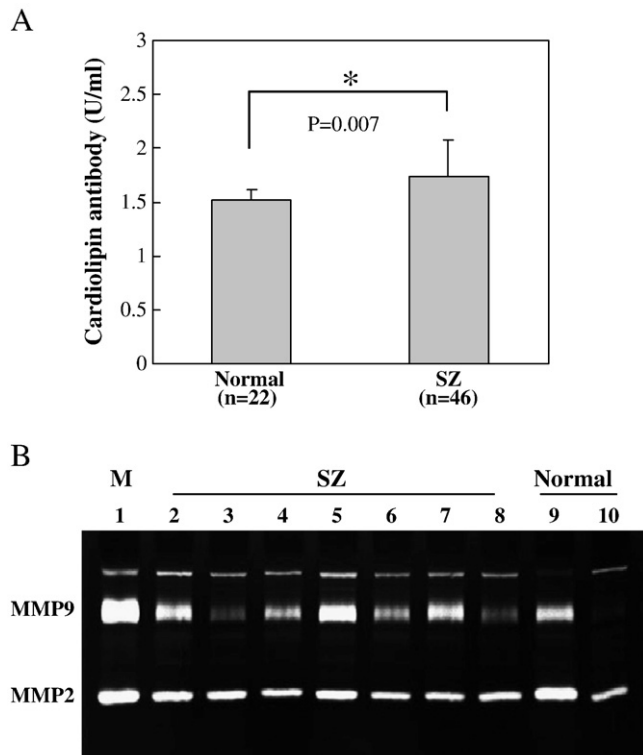 A
Cardiolipin antibody (U/ml)
3
2.5
2
1.5
1
0.5
0
*
P=0.007
Normal
(n=22)
SZ
(n=46)
B
M SZ Normal
1 2 3 4 5 6 7 8 9 10
MMP9
MMP2